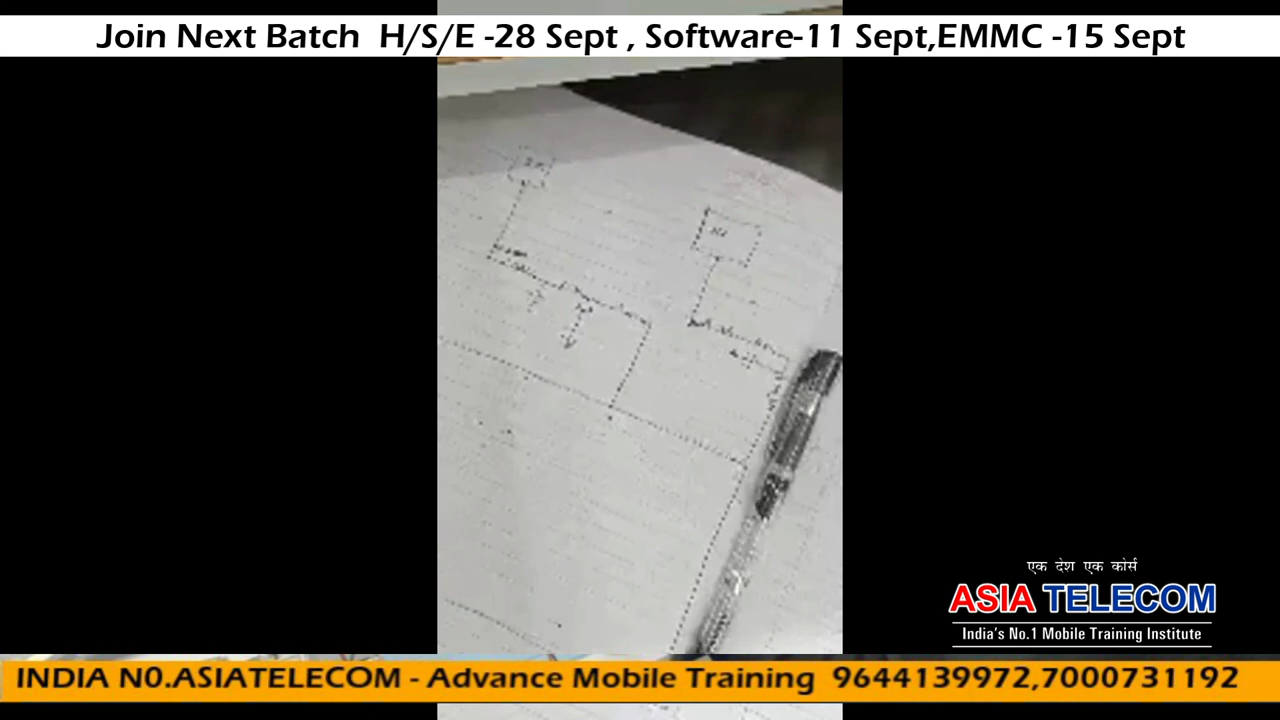 Join Next Batch H/S/E -28 Sept , Software-11 Sept,EMMC -15 Sept
एक देश एक कोर्स
ASIA TELECOM
India's No.1 Mobile Training Institute
INDIA N0.ASIATELECOM - Advance Mobile Training 9644139972,7000731192